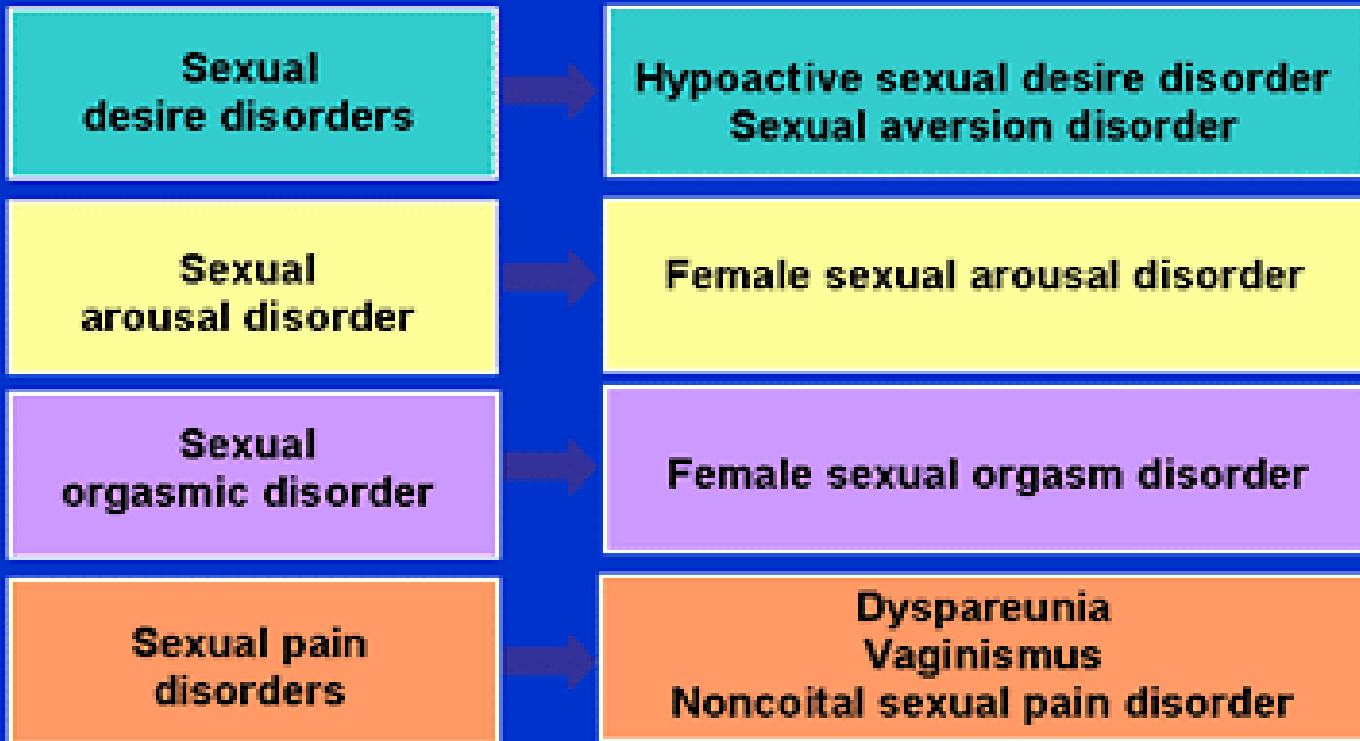 Sexual
desire disorders
Hypoactive sexual desire disorder
Sexual aversion disorder
Sexual
arousal disorder
Female sexual arousal disorder
Sexual
orgasmic disorder
Female sexual orgasm disorder
Sexual pain
disorders
Dyspareunia
Vaginismus
Noncoital sexual pain disorder